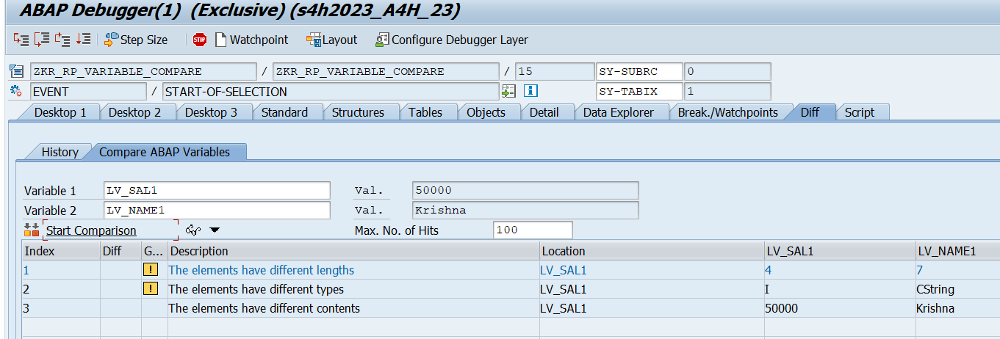 ABAP Debugger(1) (Exclusive) (s4h2023_A4H_23)
Step Size STOP Watchpoint Layout Configure Debugger Layer
ZKR_RP_VARIABLE_COMPARE / ZKR_RP_VARIABLE_COMPARE / 15 SY-SUBRC 0
EVENT / START-OF-SELECTION SY-TABIX 1
Desktop 1 Desktop 2 Desktop 3 Standard Structures Tables Objects Detail Data Explorer Break./Watchpoints Diff Script
History Compare ABAP Variables
Variable 1 LV_SAL1 Val. 50000
Variable 2 LV_NAME1 Val. Krishna
Start Comparison Max. No. of Hits 100
Index Diff G... Description Location LV_SAL1 LV_NAME1
1 ! The elements have different lengths LV_SAL1 4 7
2 ! The elements have different types LV_SAL1 I CString
3 The elements have different contents LV_SAL1 50000 Krishna